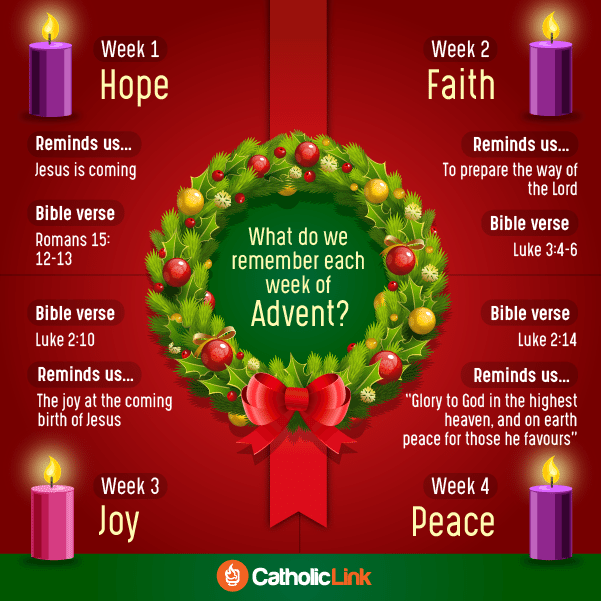 Week 1
Hope
Reminds us...
Jesus is coming
Bible verse
Romans 15:
12-13
Week 2
Faith
Reminds us...
To prepare the way of
the Lord
Bible verse
Luke 3:4-6
What do we
remember each
week of
Advent?
Bible verse
Luke 2:10
Reminds us...
The joy at the coming
birth of Jesus
Week 3
Joy
Bible verse
Luke 2:14
Reminds us...
"Glory to God in the highest
heaven, and on earth
peace for those he favours"
Week 4
Peace
CatholicLink